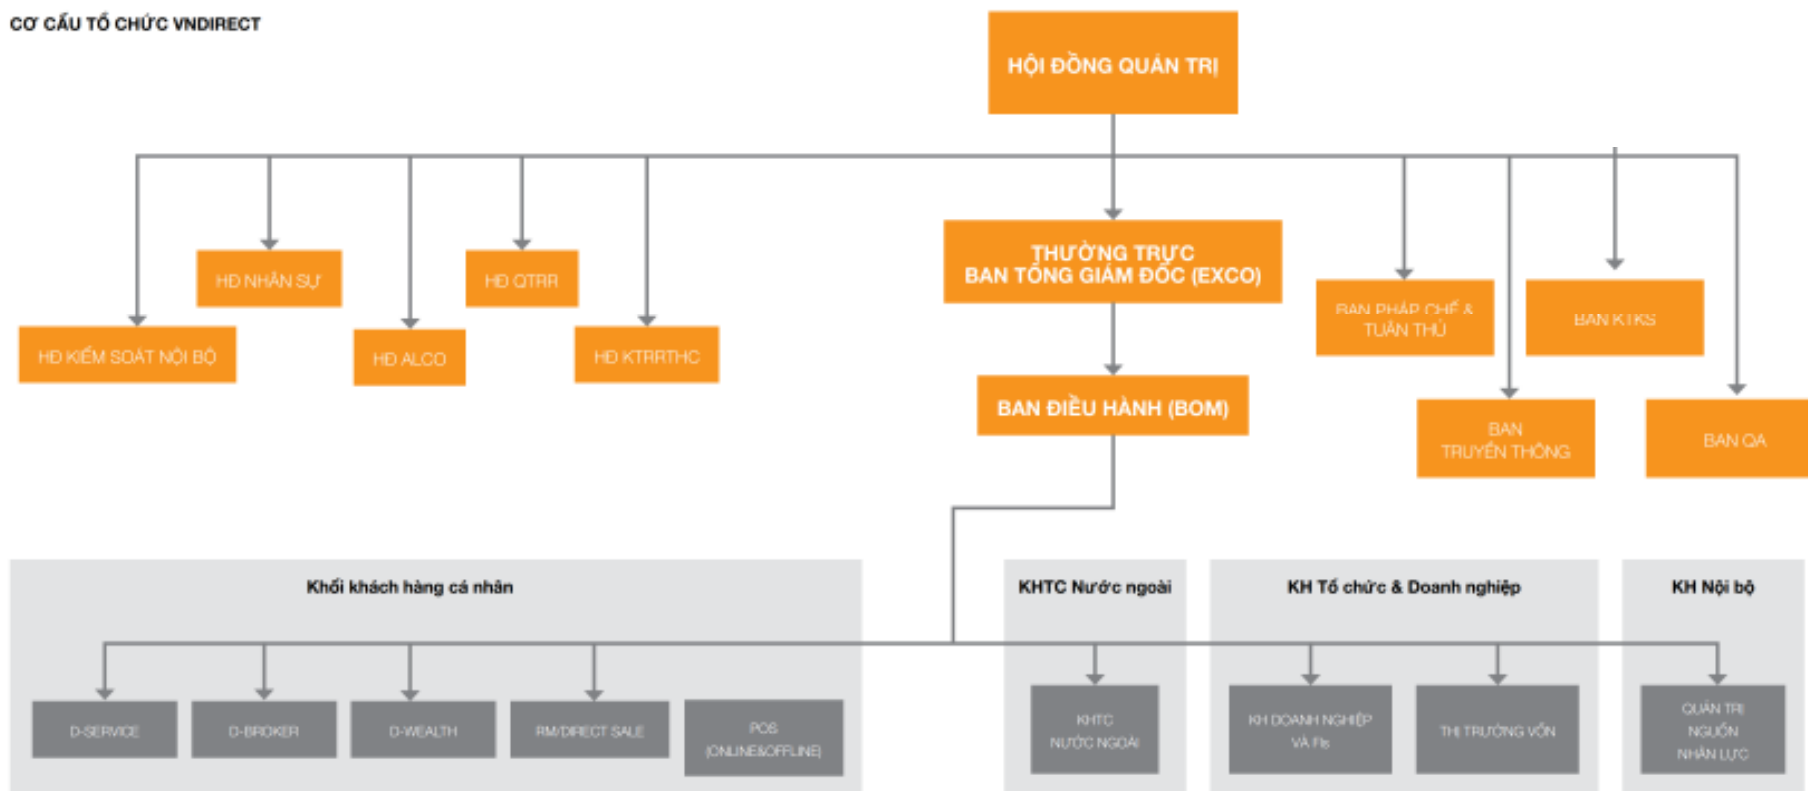 CƠ CẤU TỔ CHỨC VNDIRECT
HỘI ĐỒNG QUẢN TRỊ
HĐ NHÂN SỰ
HĐ QTRR
HĐ KIỂM SOÁT NỘI BỘ
HĐ ALCO
HĐ KTRRTHC
THƯỜNG TRỰC
BAN TỔNG GIÁM ĐỐC (EXCO)
BAN ĐIỀU HÀNH (BOM)
BAN PHÁP CHẾ &
TUÂN THỦ
BAN KTKS
BAN
TRUYỀN THÔNG
BAN QA
Khối khách hàng cá nhân
D-SERVICE
D-BROKER
D-WEALTH
RM/DIRECT SALE
POS
(ONLINE&OFFLINE)
KHTC Nước ngoài
KHTC
NƯỚC NGOÀI
KH Tổ chức & Doanh nghiệp
KH DOANH NGHIỆP
VÀ FIs
THỊ TRƯỜNG VỐN
KH Nội bộ
QUẢN TRỊ
NGUỒN
NHÂN LỰC